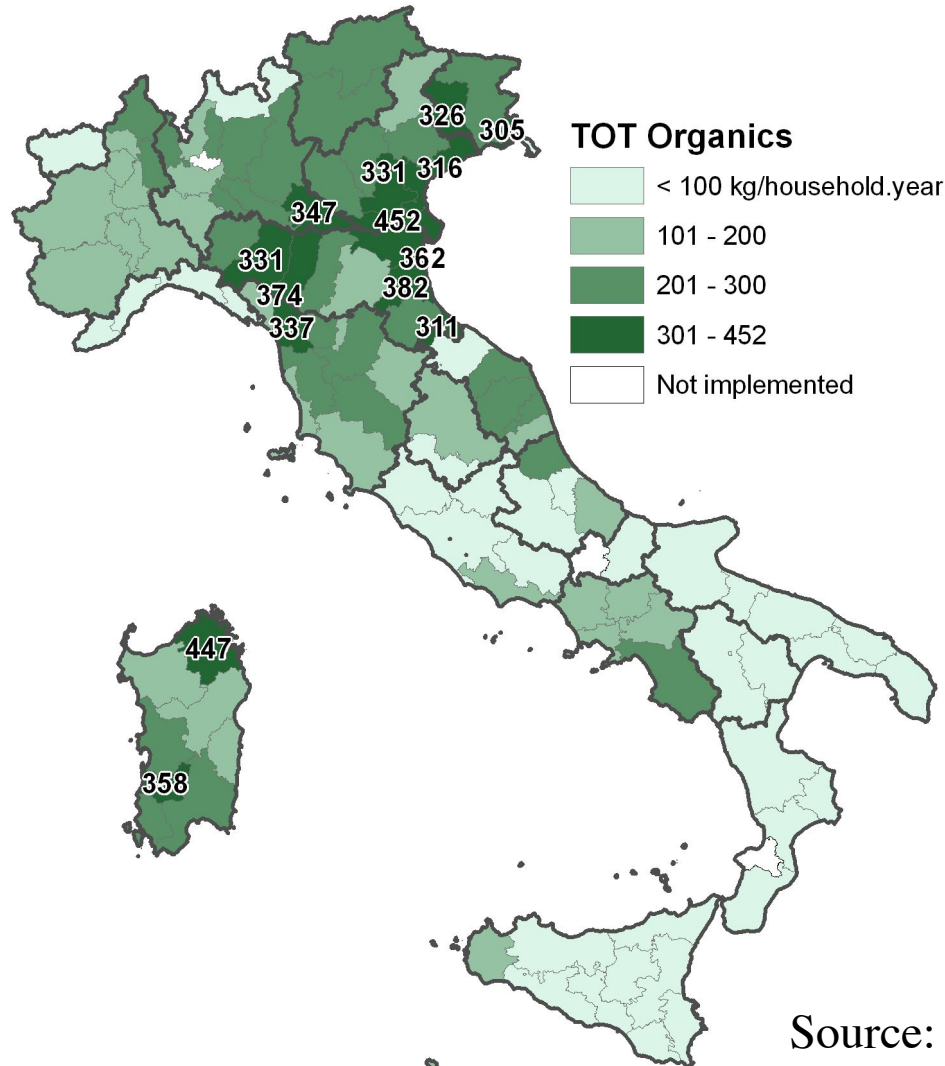 TOT Organics
< 100 kg/household.year
101 - 200
201 - 300
301 - 452
Not implemented
326
305
331
316
347
452
331
362
374
382
337
311
447
358
Source: